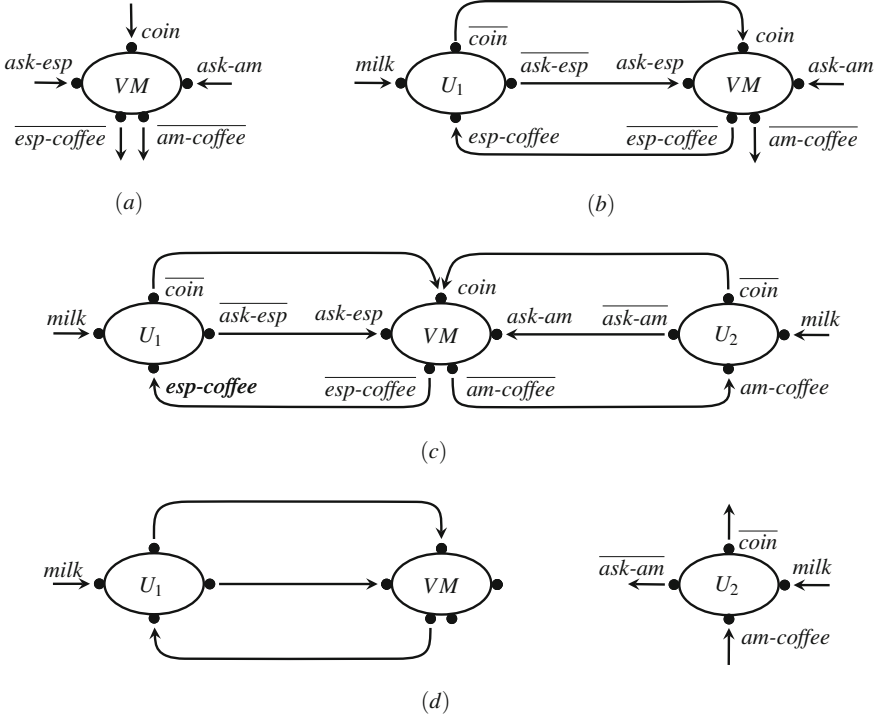 coin
ask-esp
VM
ask-am
esp-coffee
am-coffee
(a)
coin
coin
milk
U1
ask-esp
ask-esp
VM
ask-am
esp-coffee
esp-coffee
am-coffee
(b)
coin
coin
coin
milk
U1
ask-esp
ask-esp
VM
ask-am
ask-am
U2
milk
esp-coffee
esp-coffee
am-coffee
am-coffee
(c)
milk
U1
VM
coin
ask-am
U2
milk
am-coffee
(d)